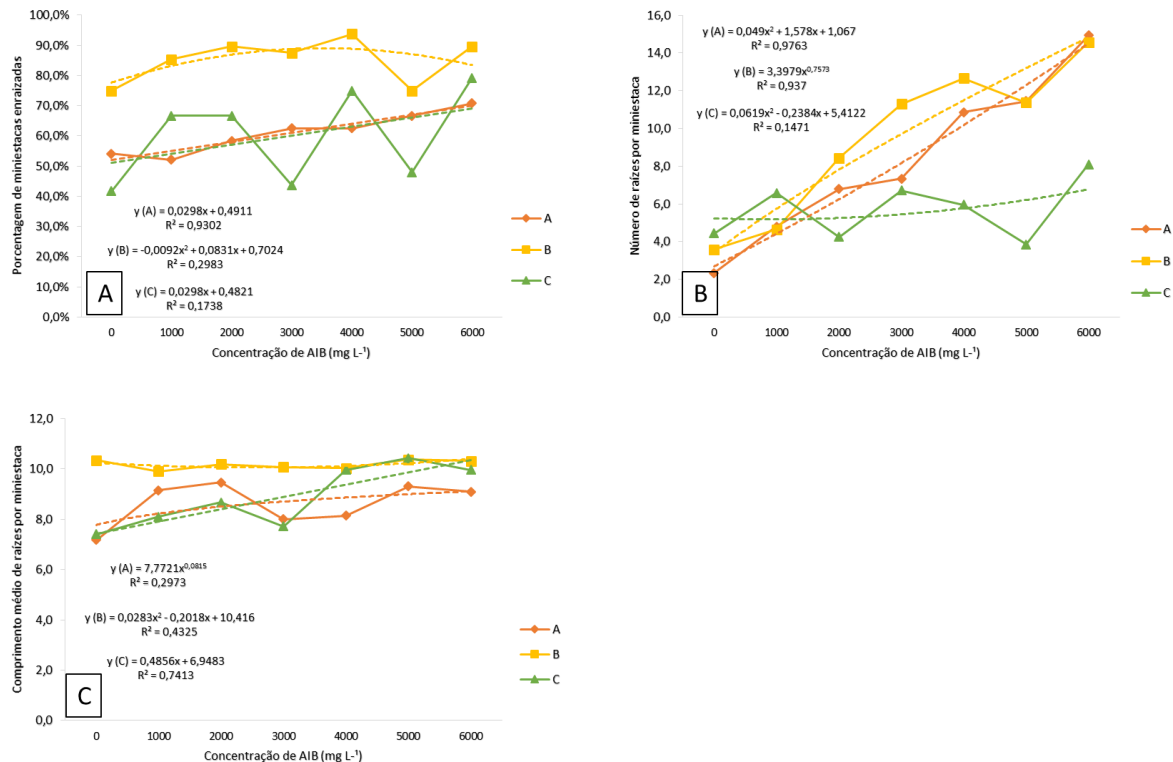 100,0%
90,0%
80,0%
70,0%
60,0%
50,0%
40,0%
30,0%
20,0%
10,0%
0,0%
Porcentagem de miniestacas enraizadas
y (A) = 0,0298x + 0,4911
R² = 0,9302
y (B) = -0,0092x² + 0,0831x + 0,7024
R² = 0,2983
y (C) = 0,0298x + 0,4821
R² = 0,1738
A
A
B
C
0 1000 2000 3000 4000 5000 6000
Concentração de AIB (mg L-¹)
16,0
14,0
12,0
10,0
8,0
6,0
4,0
2,0
0,0
Número de raízes por miniestaca
y (A) = 0,049x² + 1,578x + 1,067
R² = 0,9763
y (B) = 3,3979x^0,7573
R² = 0,937
y (C) = 0,0619x² - 0,2384x + 5,4122
R² = 0,1471
B
A
B
C
0 1000 2000 3000 4000 5000 6000
Concentração de AIB (mg L-¹)
12,0
10,0
8,0
6,0
4,0
2,0
0,0
Comprimento médio de raízes por miniestaca
y (A) = 7,7721x^0,0815
R² = 0,2973
y (B) = 0,0283x² - 0,2018x + 10,416
R² = 0,4325
y (C) = 0,4856x + 6,9483
R² = 0,7413
C
A
B
C
0 1000 2000 3000 4000 5000 6000
Concentração de AIB (mg L-¹)